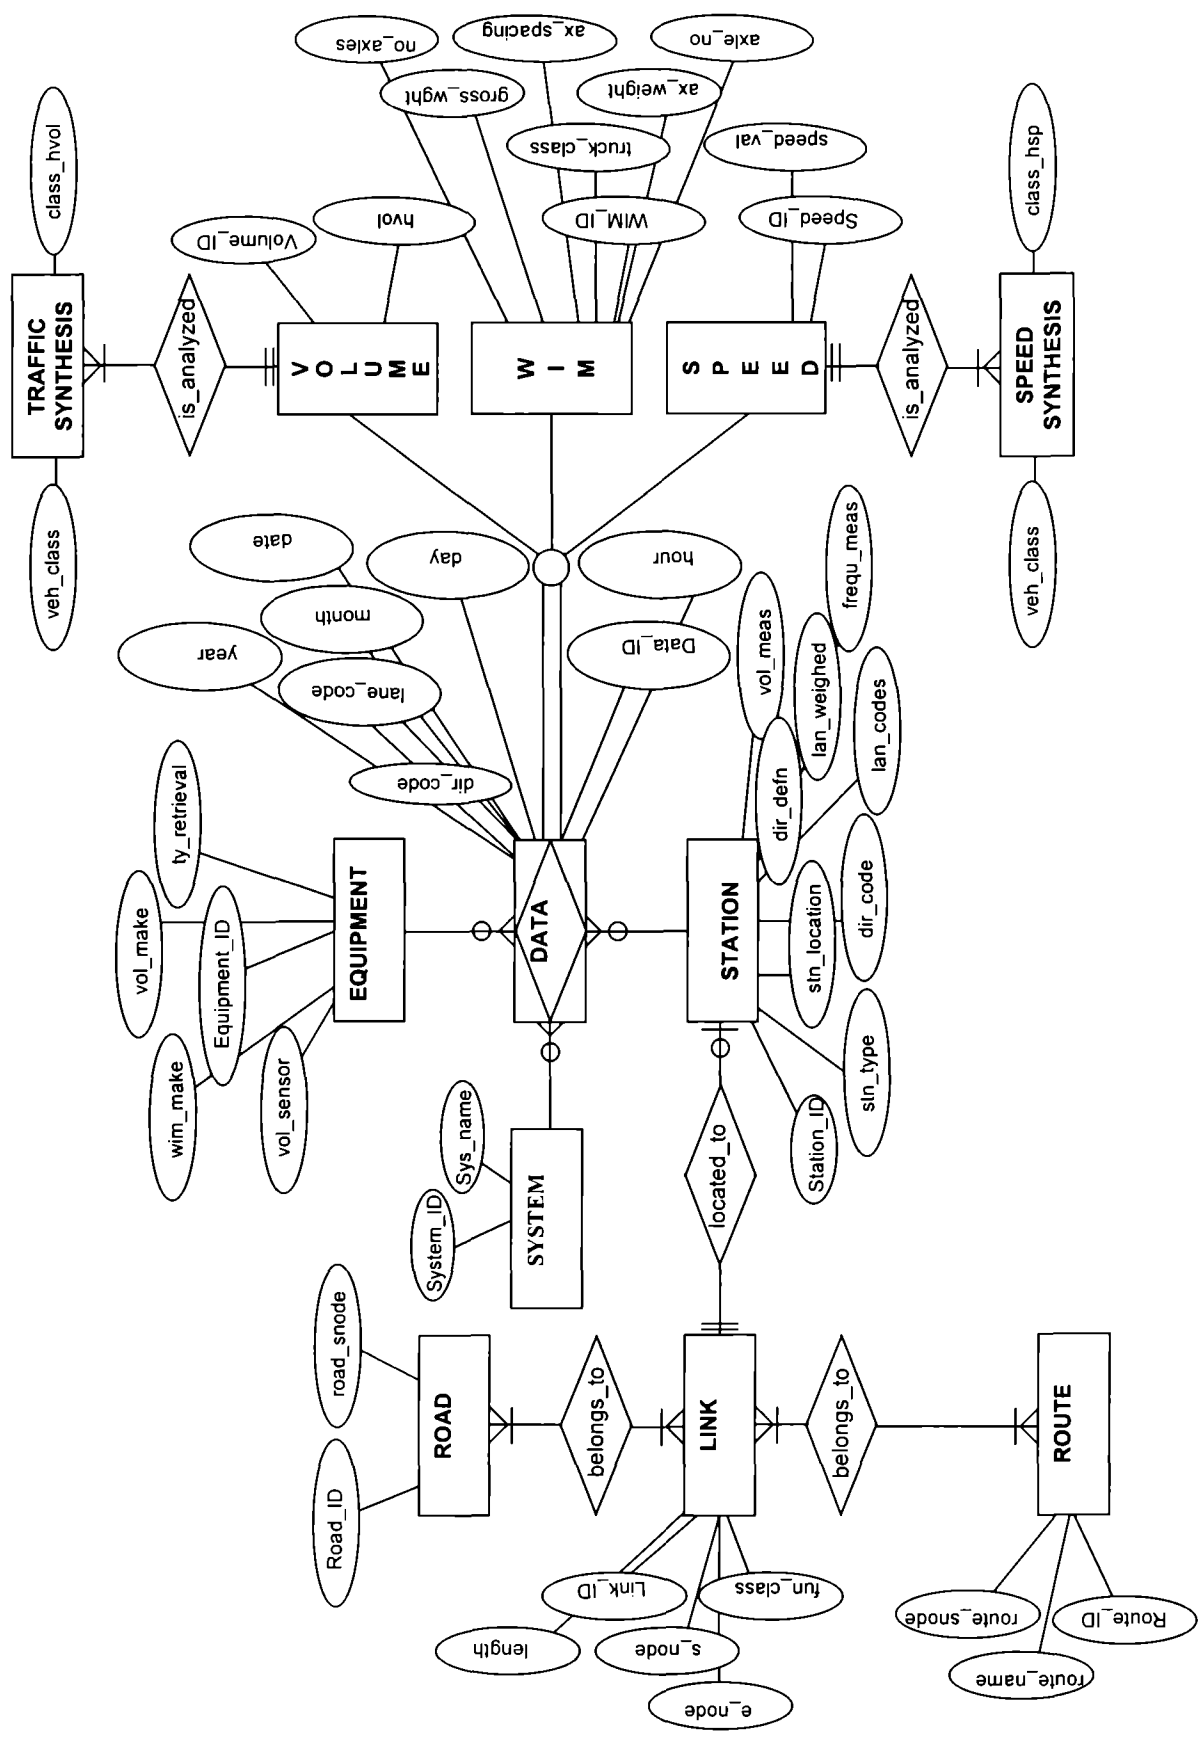 TRAFFIC
SYNTHESIS
class_hvol
veh_class
is_analyzed
VOLUME
Volume_ID
hvol
WIM
no_axles
gross_wght
ax_spacing
truck_class
WIM_ID
ax_weight
axle_no
SPEED
speed_val
Speed_ID
is_analyzed
SPEED
SYNTHESIS
class_hsp
veh_class
date
month
year
lane_code
dir_code
day
hour
Data_ID
DATA
EQUIPMENT
ty_retrieval
vol_make
Equipment_ID
wim_make
vol_sensor
STATION
vol_meas
dir_defn
lan_weighed
frequ_meas
lan_codes
dir_code
stn_location
sln_type
Station_ID
SYSTEM
Sys_name
System_ID
located_to
ROAD
road_snode
Road_ID
belongs_to
LINK
Link_ID
length
s_node
e_node
fun_class
belongs_to
ROUTE
route_snode
route_name
Route_ID